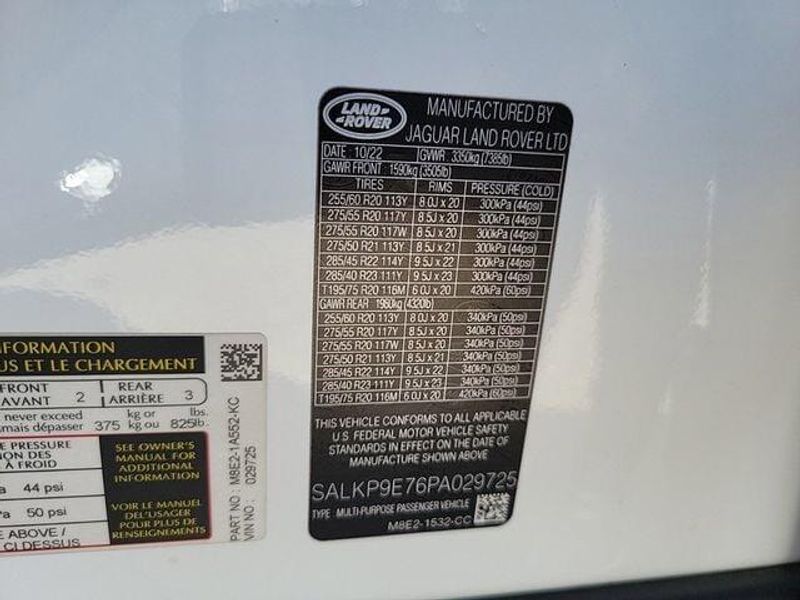 LAND ROVER
MANUFACTURED BY
JAGUAR LAND ROVER LTD
DATE 10/22 GVWR 3350kg (7385lb)
GAWR FRONT 1590kg (3505lb)
TIRES RIMS PRESSURE (COLD)
255/60 R20 113Y 8.0J x 20 300kPa (44psi)
275/55 R20 117Y 8.5J x 20 300kPa (44psi)
275/55 R20 117W 8.5J x 20 300kPa (44psi)
275/50 R21 113Y 8.5J x 21 300kPa (44psi)
285/45 R22 114Y 9.5J x 22 300kPa (44psi)
285/40 R23 111Y 9.5J x 23 300kPa (44psi)
T195/75 R20 116M 6.0J x 20 420kPa (60psi)
GAWR REAR 1960kg (4320lb)
255/60 R20 113Y 8.0J x 20 340kPa (50psi)
275/55 R20 117Y 8.5J x 20 340kPa (50psi)
275/55 R20 117W 8.5J x 20 340kPa (50psi)
275/50 R21 113Y 8.5J x 21 340kPa (50psi)
285/45 R22 114Y 9.5J x 22 340kPa (50psi)
285/40 R23 111Y 9.5J x 23 340kPa (50psi)
T195/75 R20 116M 6.0J x 20 420kPa (60psi)
THIS VEHICLE CONFORMS TO ALL APPLICABLE
U.S. FEDERAL MOTOR VEHICLE SAFETY
STANDARDS IN EFFECT ON THE DATE OF
MANUFACTURE SHOWN ABOVE
SALKP9E76PA029725
TYPE MULTI-PURPOSE PASSENGER VEHICLE
M8E2-1532-CC
NFORMATION
US ET LE CHARGEMENT
FRONT 2 REAR 3
AVANT ARRIÈRE
never exceed kg or lbs.
mais dépasser 375 kg ou 825lb.
E PRESSURE
NON DES
À FROID
a 44 psi
a 50 psi
E ABOVE /
CI DESSUS
SEE OWNER'S
MANUAL FOR
ADDITIONAL
INFORMATION
VOIR LE MANUEL
DE L'USAGER
POUR PLUS DE
RENSEIGNEMENTS
PART NO : M8E2-1A552-KC
VIN NO : 029725